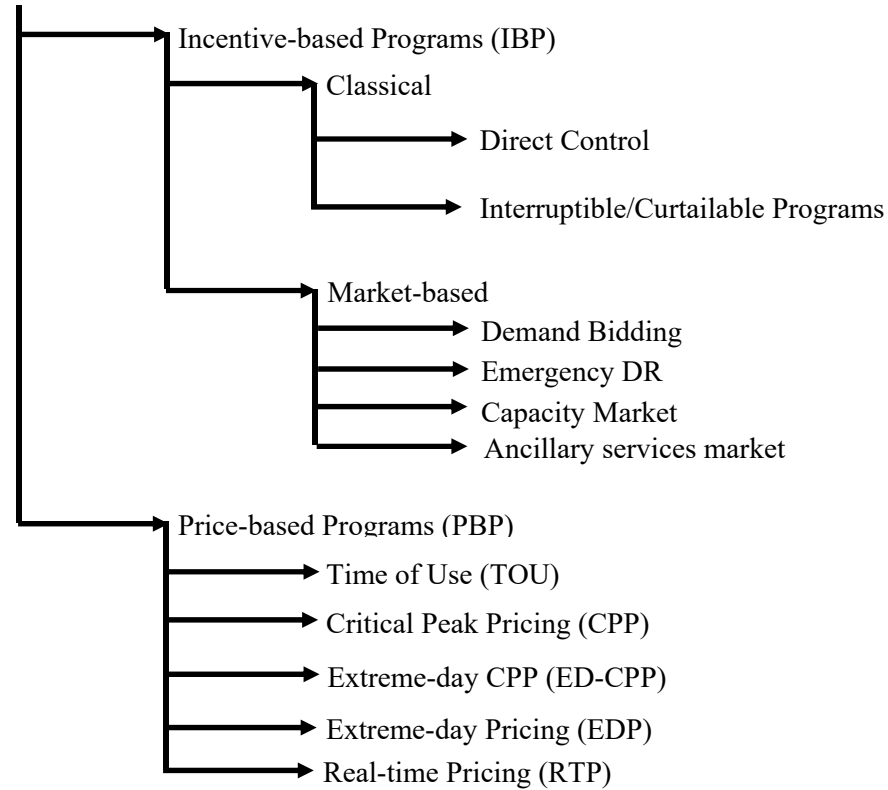 Incentive-based Programs (IBP)
Classical
Direct Control
Interruptible/Curtailable Programs
Market-based
Demand Bidding
Emergency DR
Capacity Market
Ancillary services market
Price-based Programs (PBP)
Time of Use (TOU)
Critical Peak Pricing (CPP)
Extreme-day CPP (ED-CPP)
Extreme-day Pricing (EDP)
Real-time Pricing (RTP)